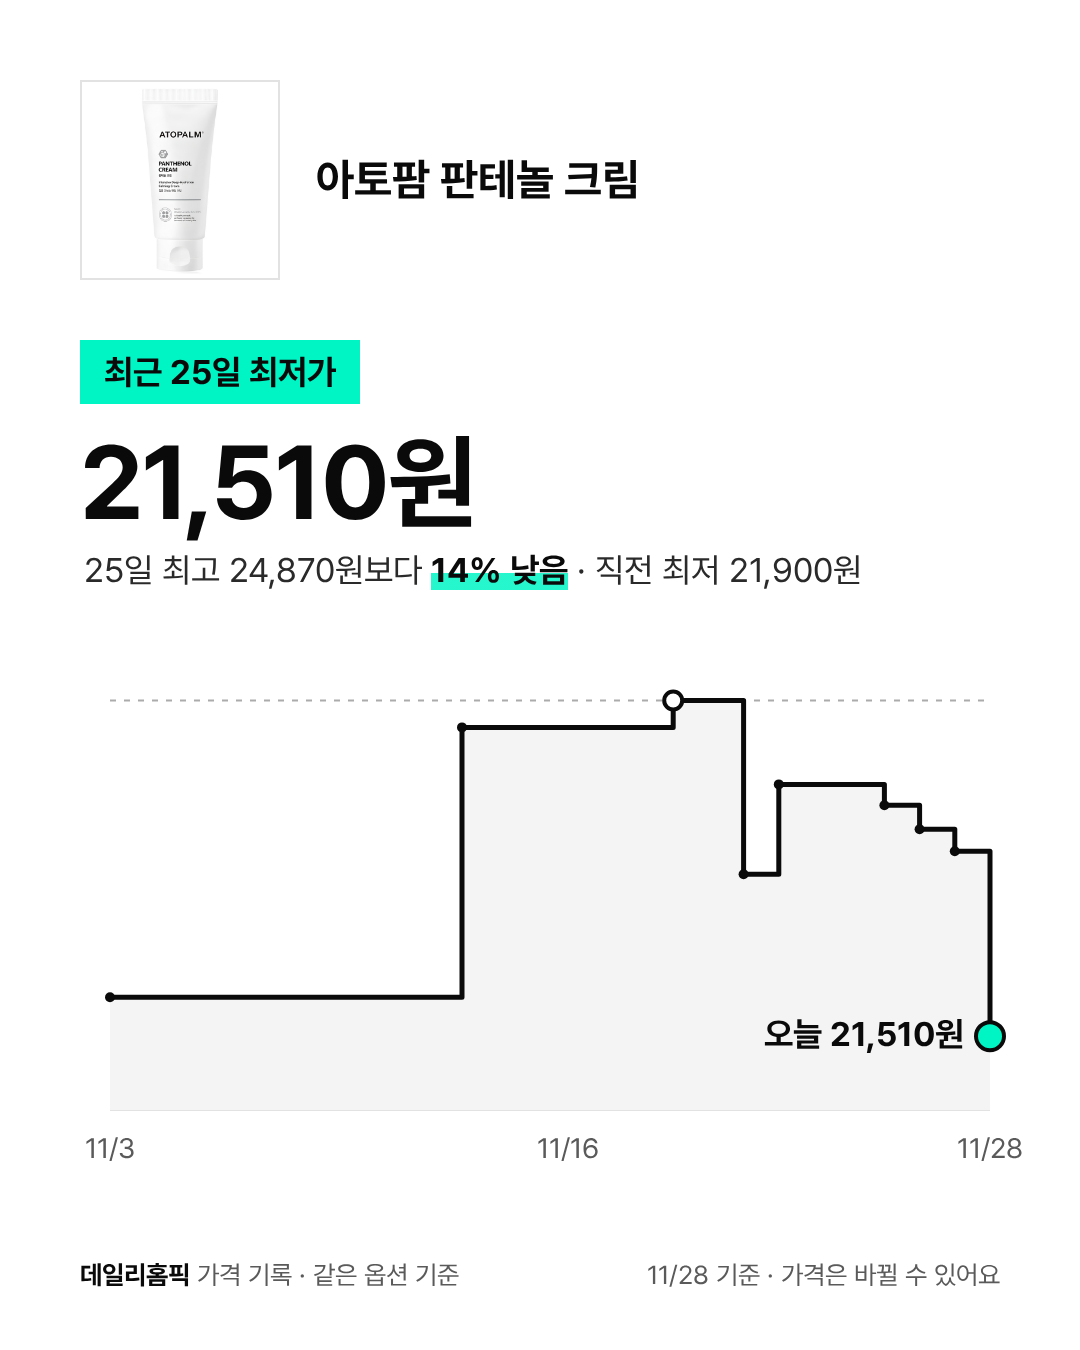 ATOPALM
PANTHENOL
CREAM
아토팜 판테놀 크림
최근 25일 최저가
21,510원
25일 최고 24,870원보다 14% 낮음 · 직전 최저 21,900원
오늘 21,510원
11/3 11/16 11/28
데일리홈픽 가격 기록 · 같은 옵션 기준
11/28 기준 · 가격은 바뀔 수 있어요